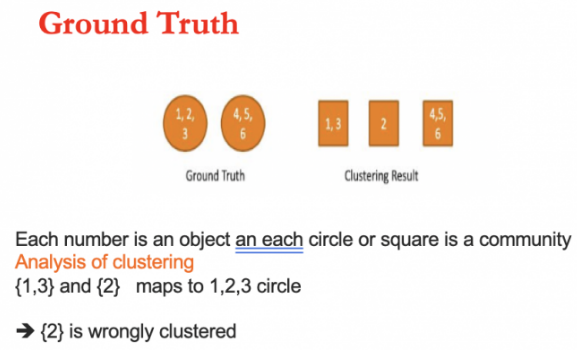 Ground Truth
1, 2,
3
4, 5,
6
1, 3
2
4,5,
6
Ground Truth
Clustering Result
Each number is an object an each circle or square is a community
Analysis of clustering
{1,3} and {2} maps to 1,2,3 circle
➔ {2} is wrongly clustered